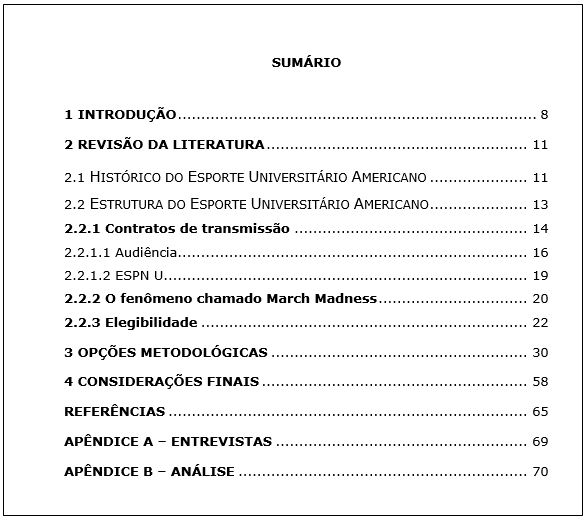 SUMÁRIO
1 INTRODUÇÃO.............................................................................. 8
2 REVISÃO DA LITERATURA......................................................... 11
2.1 HISTÓRICO DO ESPORTE UNIVERSITÁRIO AMERICANO ..................... 11
2.2 ESTRUTURA DO ESPORTE UNIVERSITÁRIO AMERICANO..................... 13
2.2.1 Contratos de transmissão .................................................. 14
2.2.1.1 Audiência............................................................................ 16
2.2.1.2 ESPN U............................................................................... 19
2.2.2 O fenômeno chamado March Madness................................ 20
2.2.3 Elegibilidade ...................................................................... 22
3 OPÇÕES METODOLÓGICAS ....................................................... 30
4 CONSIDERAÇÕES FINAIS.......................................................... 58
REFERÊNCIAS ............................................................................. 65
APÊNDICE A – ENTREVISTAS ...................................................... 69
APÊNDICE B – ANÁLISE .............................................................. 70